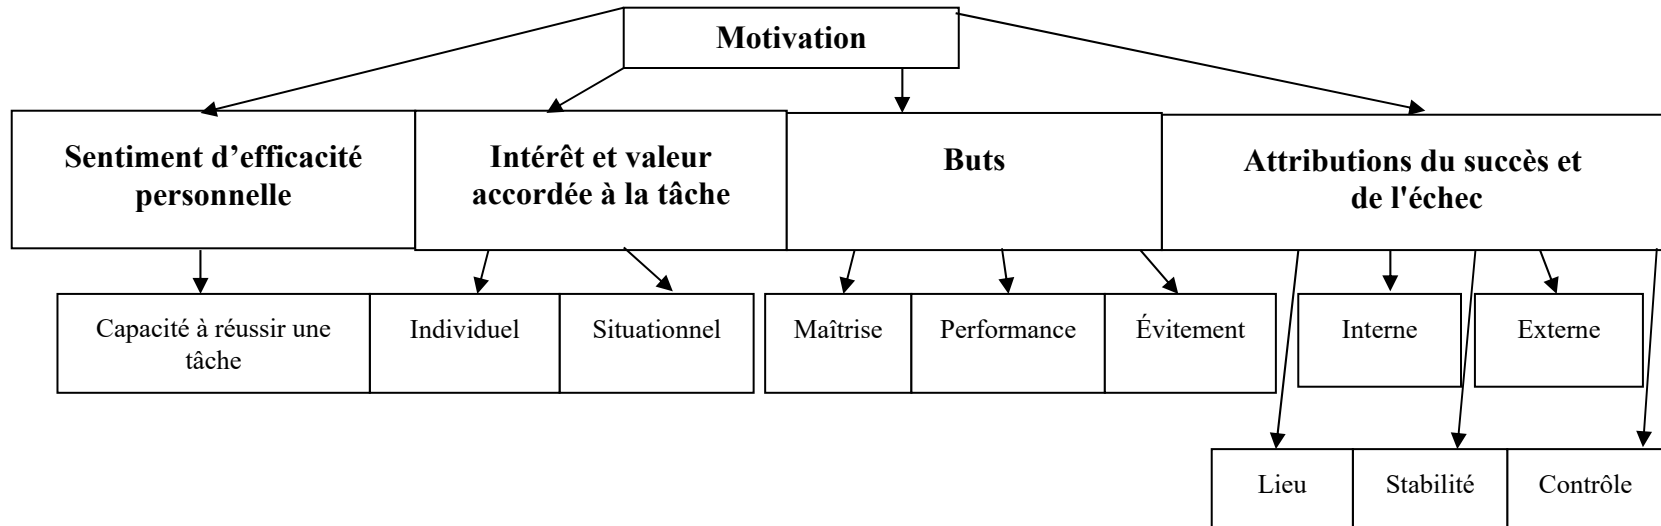 Motivation
Sentiment d’efficacité
personnelle
Intérêt et valeur
accordée à la tâche
Buts
Attributions du succès et
de l'échec
Capacité à réussir une
tâche
Individuel
Situationnel
Maîtrise
Performance
Évitement
Interne
Externe
Lieu
Stabilité
Contrôle